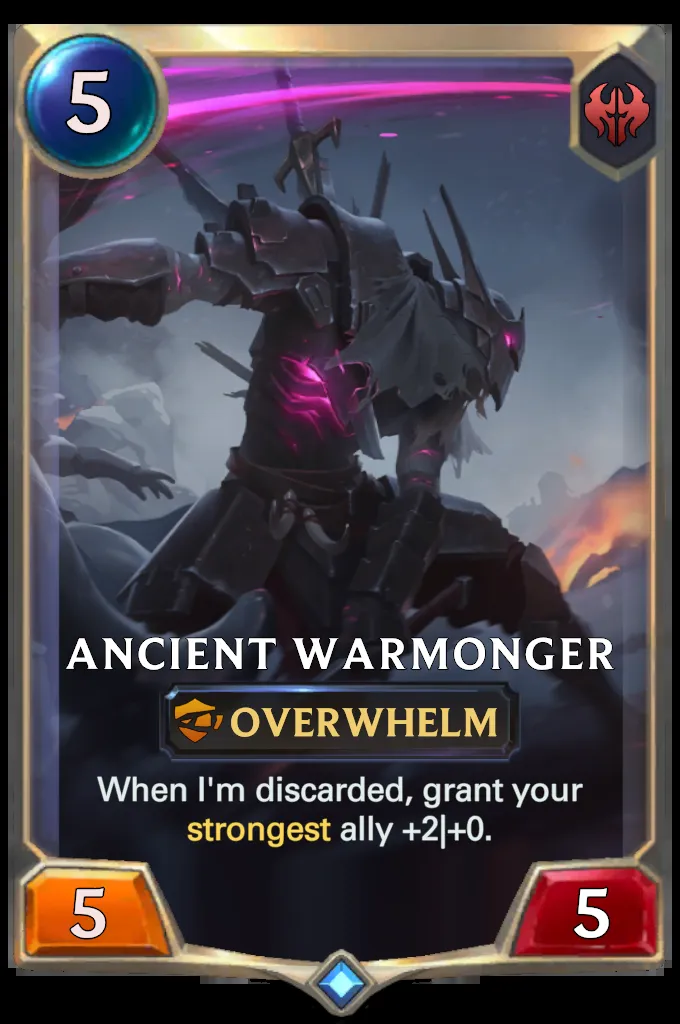 5
ANCIENT WARMONGER
OVERWHELM
When I'm discarded, grant your
strongest ally +2|+0.
5
5